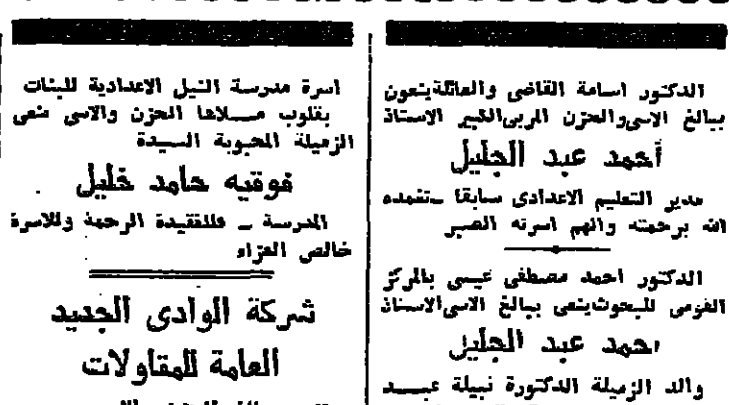 الدكتور اسامة القاضى والعائلة ينعون
ببالغ الاسى والحزن المربى الكبير الاستاذ
أحمد عبد الجليل
مدير التعليم الاعدادى سابقا ـ تغمده
الله برحمته والهم اسرته الصبر
الدكتور احمد مصطفى عيسى بالمركز
القومى للبحوث ينعى ببالغ الاسى الاستاذ
احمد عبد الجليل
والد الزميلة الدكتورة نبيلة عبــد
اسرة مدرسة النيل الاعدادية للبنات
بقلوب مــلاها الحزن والاسى تنعى
الزميلة المحبوبة السيدة
فوقيه حامد خليل
المدرسة ـ فللفقيدة الرحمة وللاسرة
خالص العزاء
شركة الوادى الجديد
العامة للمقاولات